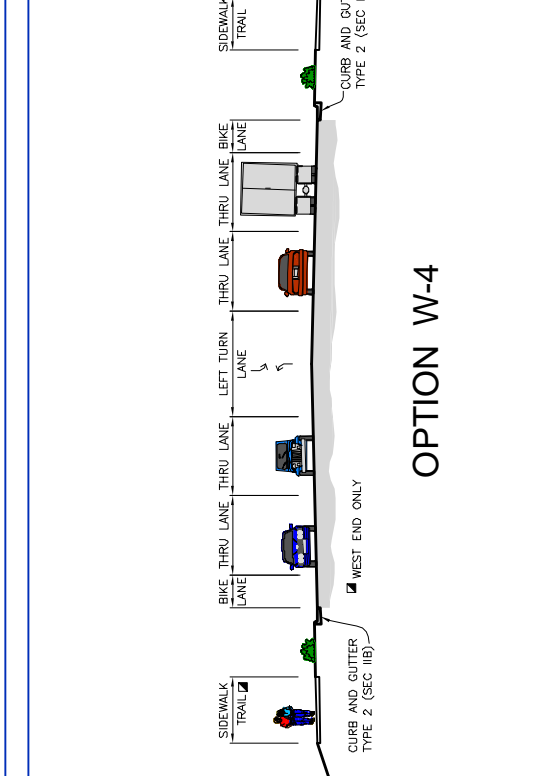 SIDEWALK
TRAIL
BIKE
LANE
THRU LANE
THRU LANE
LEFT TURN
LANE
THRU LANE
THRU LANE
BIKE
LANE
SIDEWALK
TRAIL
CURB AND GUTTER
TYPE 2 (SEC IIB)
WEST END ONLY
CURB AND GUT
TYPE 2 (SEC
OPTION W-4